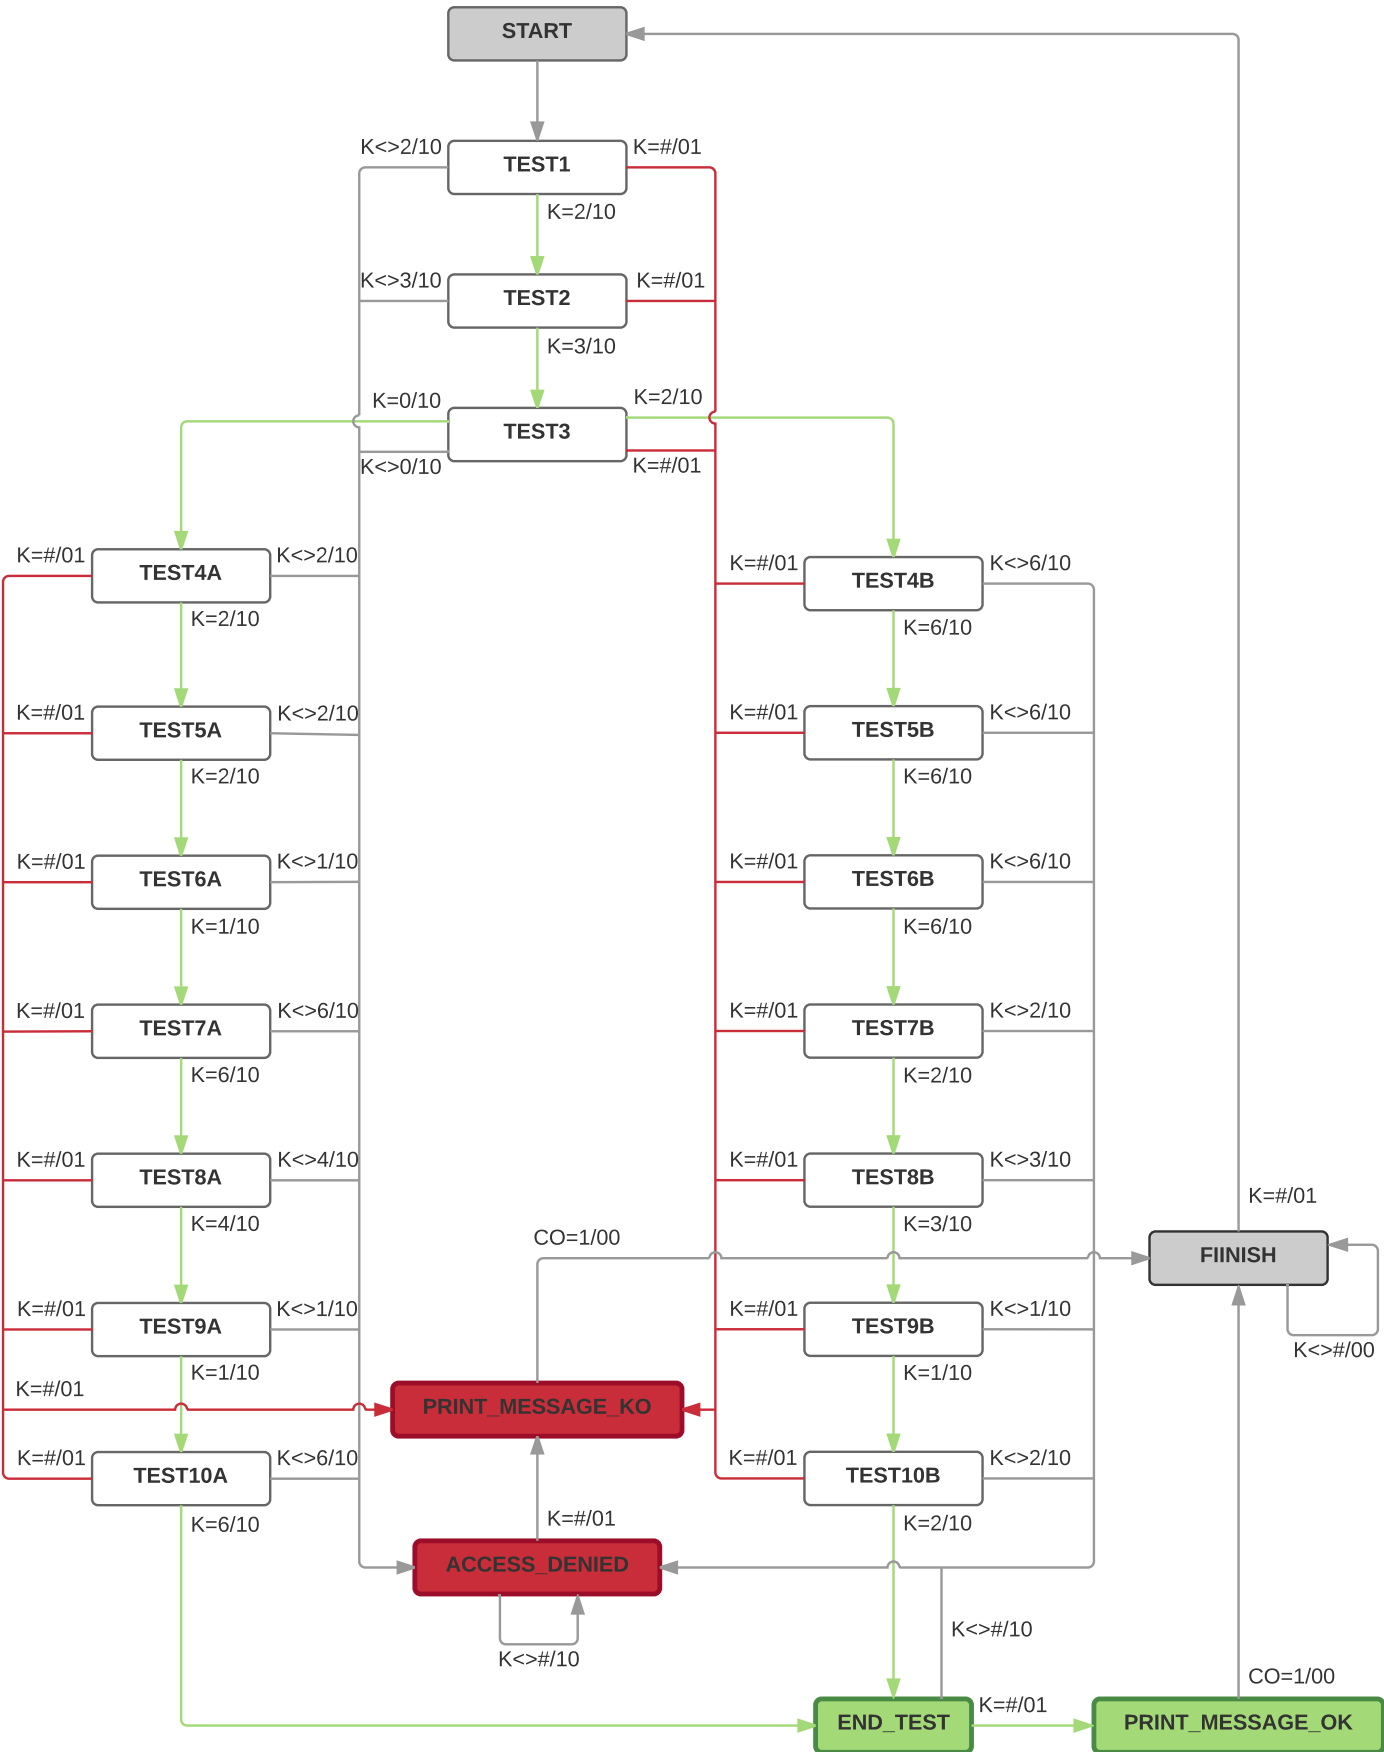 START
K<>2/10
TEST1
K=#/01
K=2/10
K<>3/10
TEST2
K=#/01
K=3/10
K=0/10
TEST3
K=2/10
K<>0/10
K=#/01
K=#/01
TEST4A
K<>2/10
K=2/10
K=#/01
TEST4B
K<>6/10
K=6/10
K=#/01
TEST5A
K<>2/10
K=2/10
K=#/01
TEST5B
K<>6/10
K=6/10
K=#/01
TEST6A
K<>1/10
K=1/10
K=#/01
TEST6B
K<>6/10
K=6/10
K=#/01
TEST7A
K<>6/10
K=6/10
K=#/01
TEST7B
K<>2/10
K=2/10
K=#/01
TEST8A
K<>4/10
K=4/10
K=#/01
TEST8B
K<>3/10
K=3/10
K=#/01
CO=1/00
FIINISH
K<>#/00
K=#/01
TEST9A
K<>1/10
K=1/10
K=#/01
TEST9B
K<>1/10
K=1/10
K=#/01
PRINT_MESSAGE_KO
K=#/01
TEST10A
K<>6/10
K=6/10
K=#/01
TEST10B
K<>2/10
K=2/10
K=#/01
ACCESS_DENIED
K<>#/10
K<>#/10
END_TEST
K=#/01
CO=1/00
PRINT_MESSAGE_OK